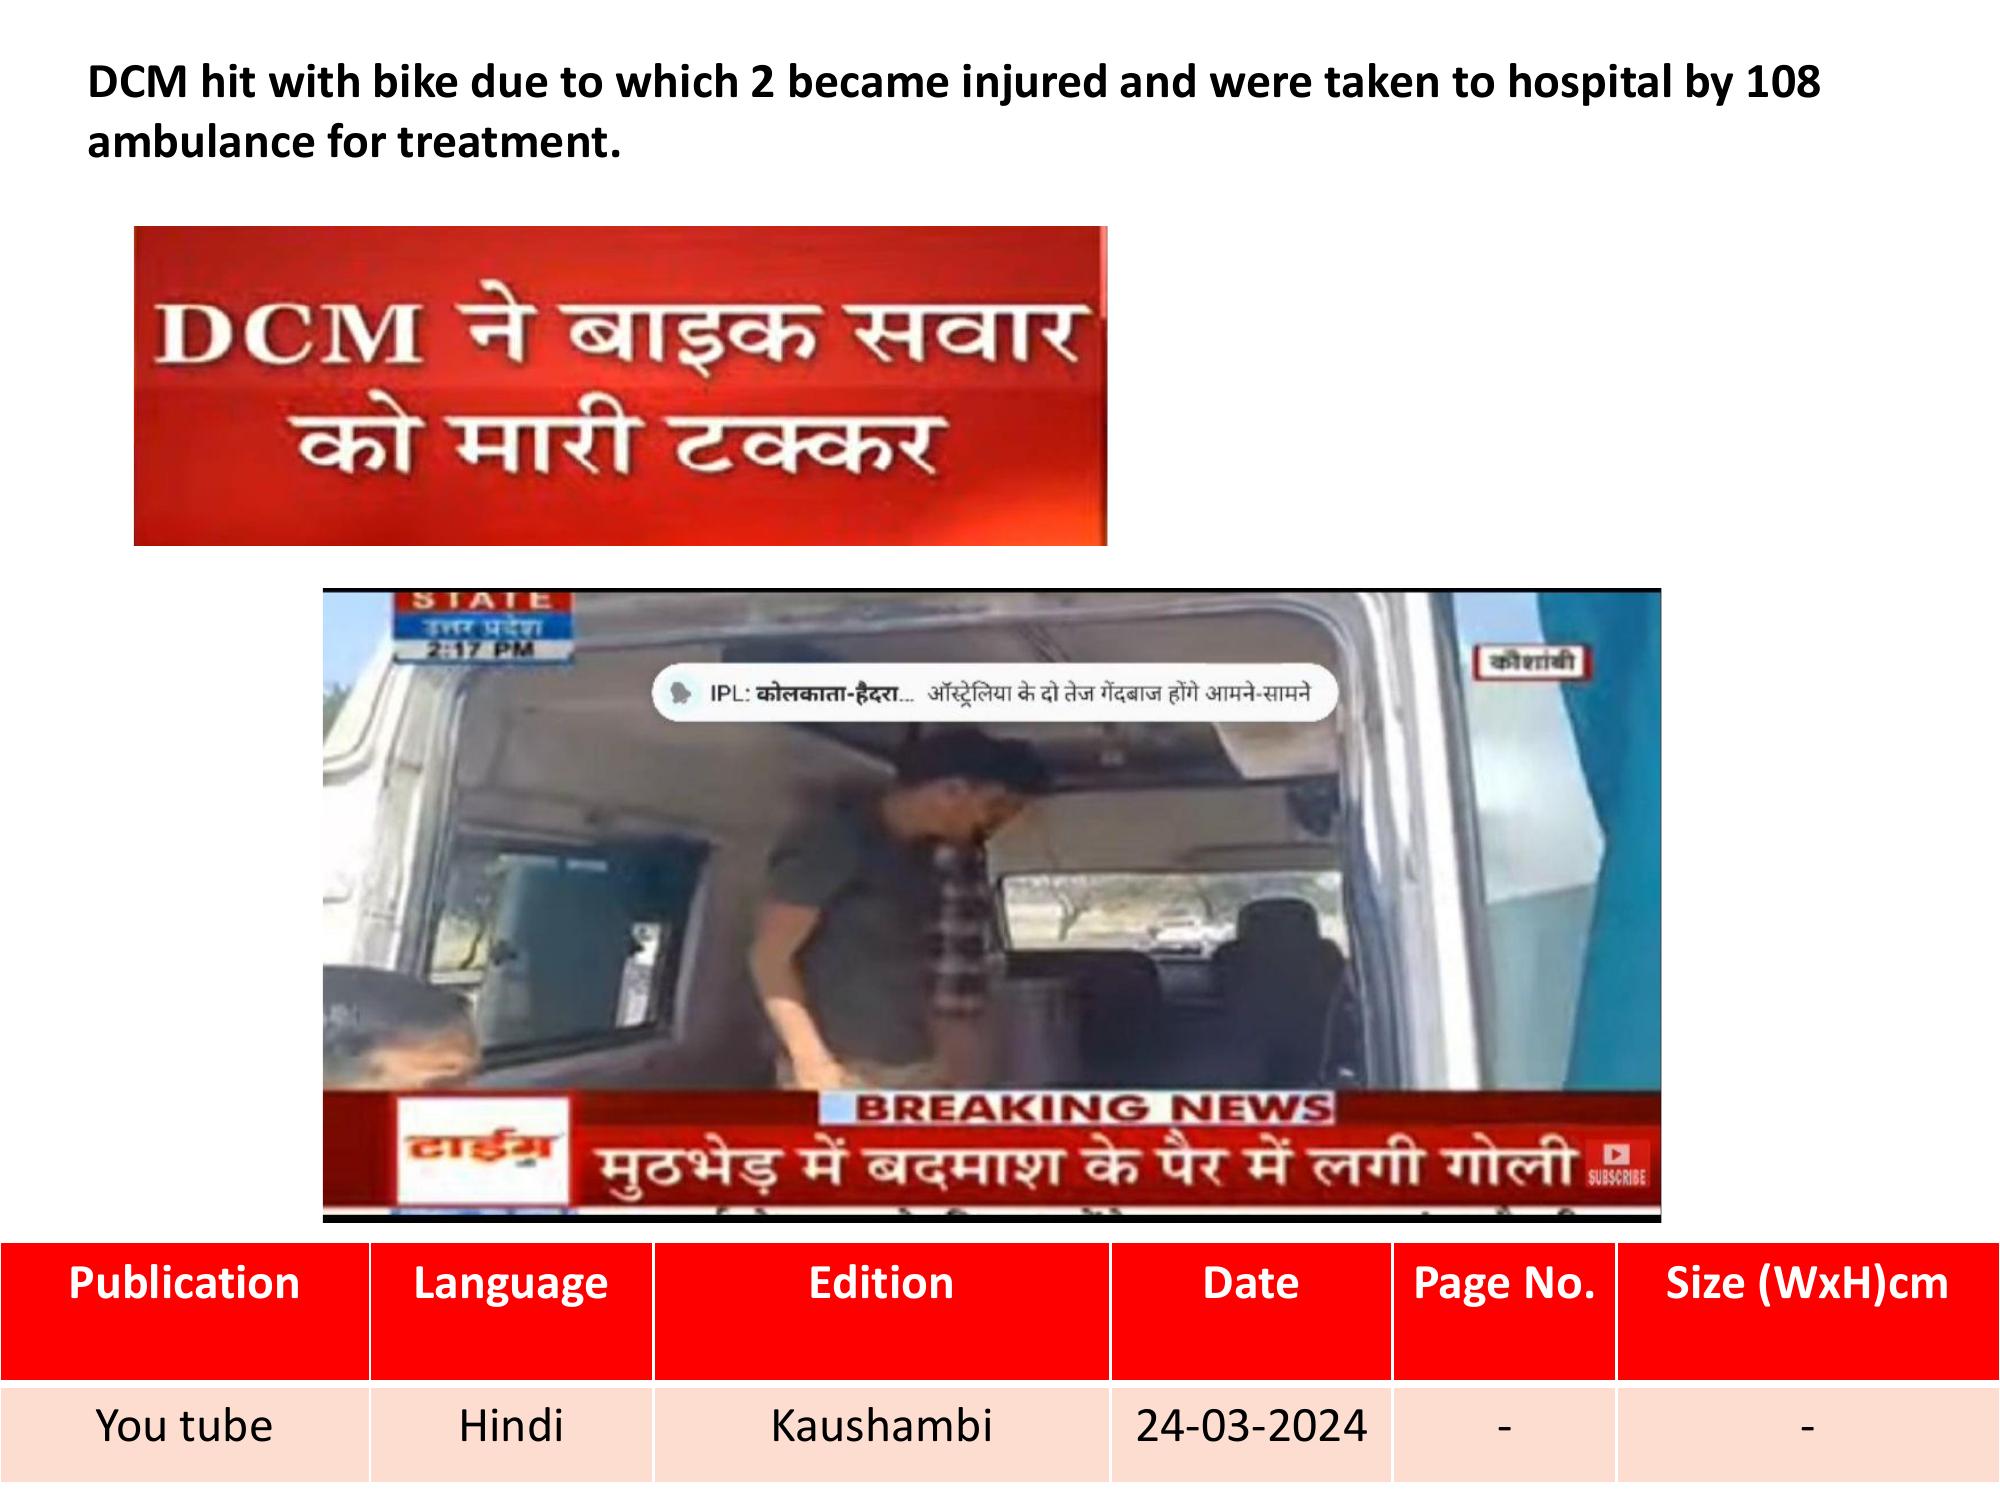 DCM hit with bike due to which 2 became injured and were taken to hospital by 108
ambulance for treatment.
DCM ने बाइक सवार
को मारी टक्कर
STATE
उत्तर प्रदेश
2:17 PM
कौशांबी
IPL: कोलकाता-हैदरा... ऑस्ट्रेलिया के दो तेज गेंदबाज होंगे आमने-सामने
BREAKING NEWS
टाईम्स
मुठभेड़ में बदमाश के पैर में लगी गोली
SUBSCRIBE
Publication Language Edition Date Page No. Size (WxH)cm
You tube Hindi Kaushambi 24-03-2024 - -